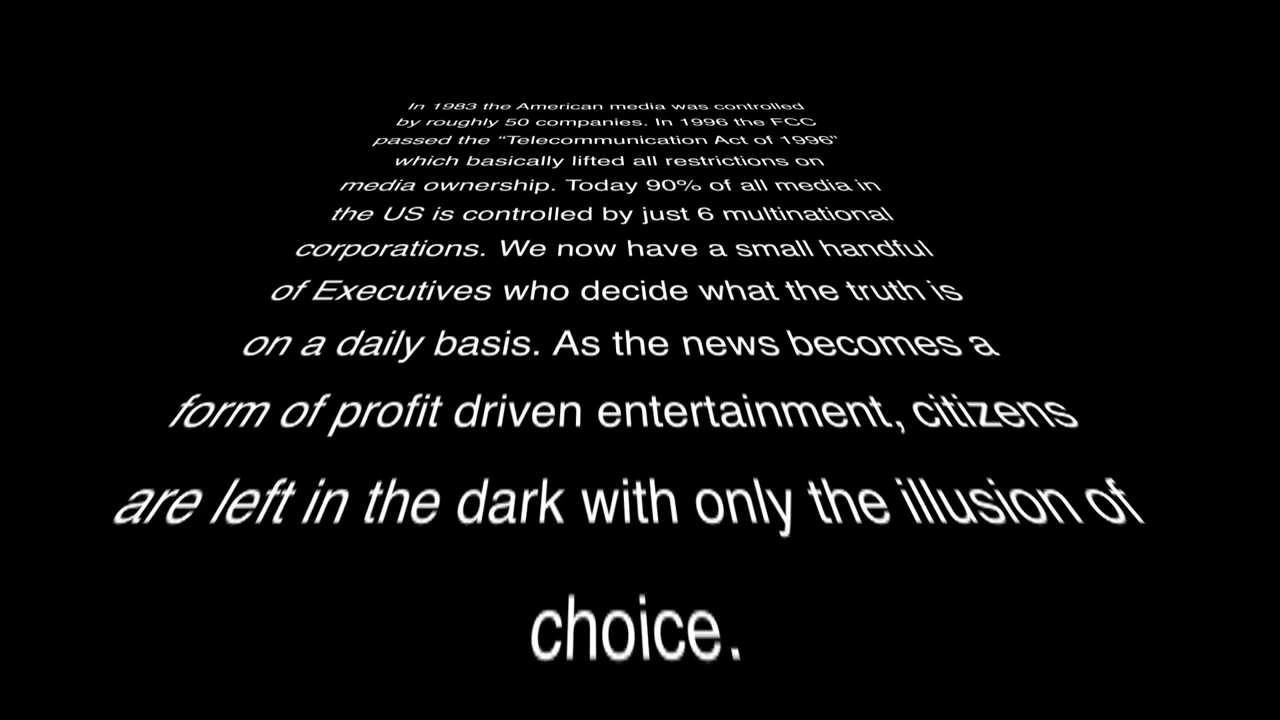 In 1983 the American media was controlled
by roughly 50 companies. In 1996 the FCC
passed the “Telecommunication Act of 1996”
which basically lifted all restrictions on
media ownership. Today 90% of all media in
the US is controlled by just 6 multinational
corporations. We now have a small handful
of Executives who decide what the truth is
on a daily basis. As the news becomes a
form of profit driven entertainment, citizens
are left in the dark with only the illusion of
choice.